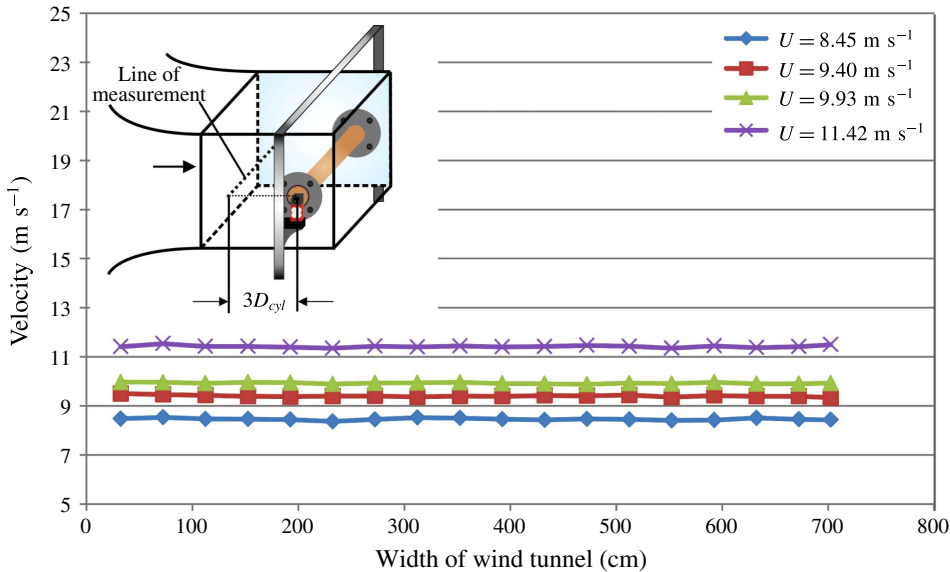 25
23
21
19
17
15
13
11
9
7
5
Velocity (m s⁻¹)
Line of
measurement
3D_cyl
U = 8.45 m s⁻¹
U = 9.40 m s⁻¹
U = 9.93 m s⁻¹
U = 11.42 m s⁻¹
0 100 200 300 400 500 600 700 800
Width of wind tunnel (cm)